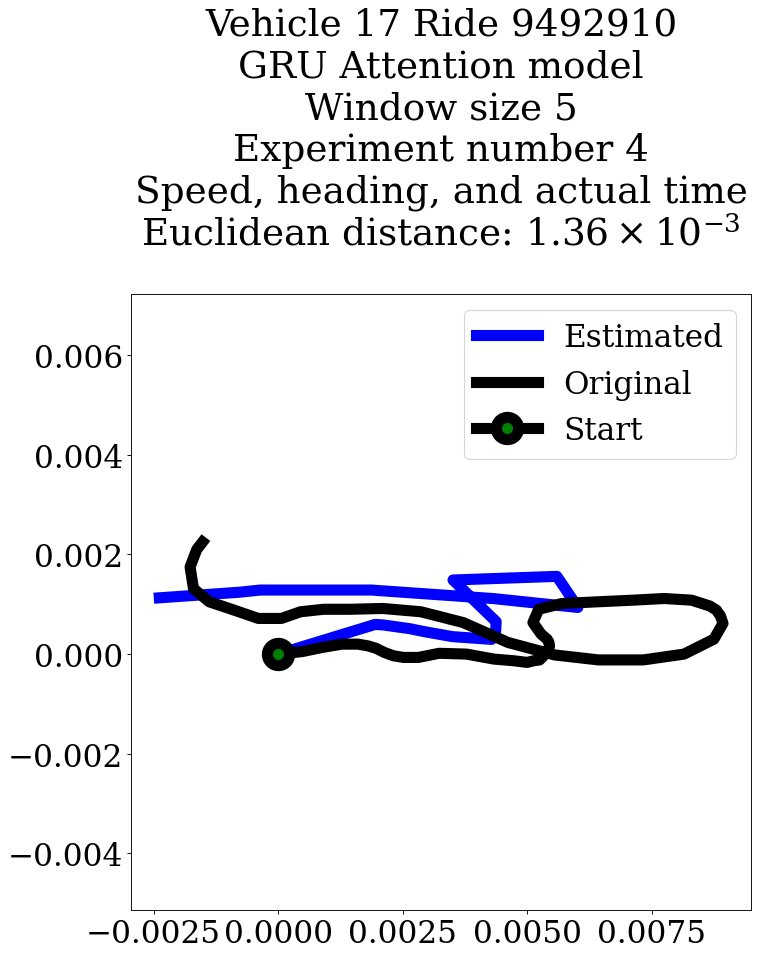 Vehicle 17 Ride 9492910
GRU Attention model
Window size 5
Experiment number 4
Speed, heading, and actual time
Euclidean distance: 1.36 × 10⁻³
Estimated
Original
Start
0.006
0.004
0.002
0.000
−0.002
−0.004
−0.0025 0.0000 0.0025 0.0050 0.0075